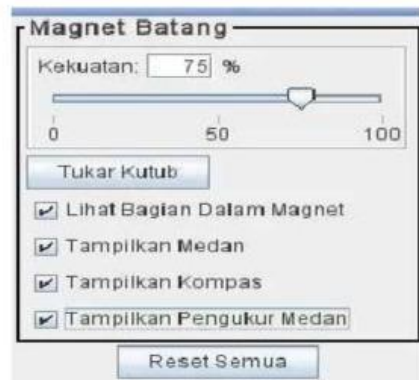 Magnet Batang
Kekuatan: 75 %
0 50 100
Tukar Kutub
Lihat Bagian Dalam Magnet
Tampilkan Medan
Tampilkan Kompas
Tampilkan Pengukur Medan
Reset Semua